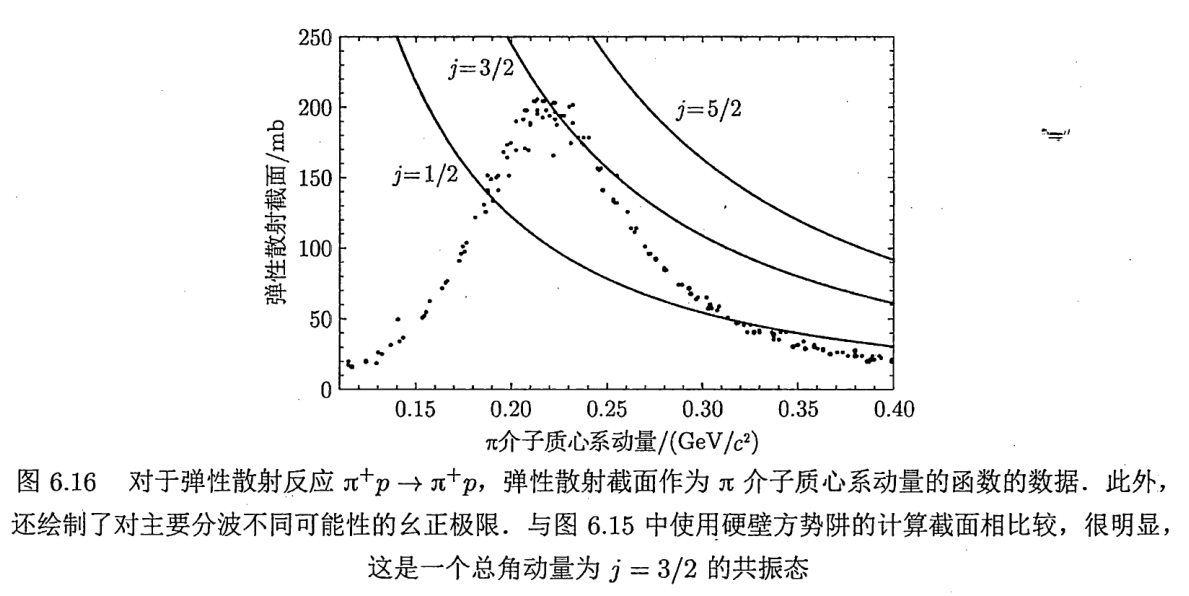 250
200
150
100
50
0
弹性散射截面/mb
j=3/2
j=5/2
j=1/2
0.15 0.20 0.25 0.30 0.35 0.40
π介子质心系动量/(GeV/c²)
图 6.16 对于弹性散射反应 π⁺p → π⁺p，弹性散射截面作为 π 介子质心系动量的函数的数据．此外，
还绘制了对主要分波不同可能性的幺正极限．与图 6.15 中使用硬壁方势阱的计算截面相比较，很明显，
这是一个总角动量为 j = 3/2 的共振态